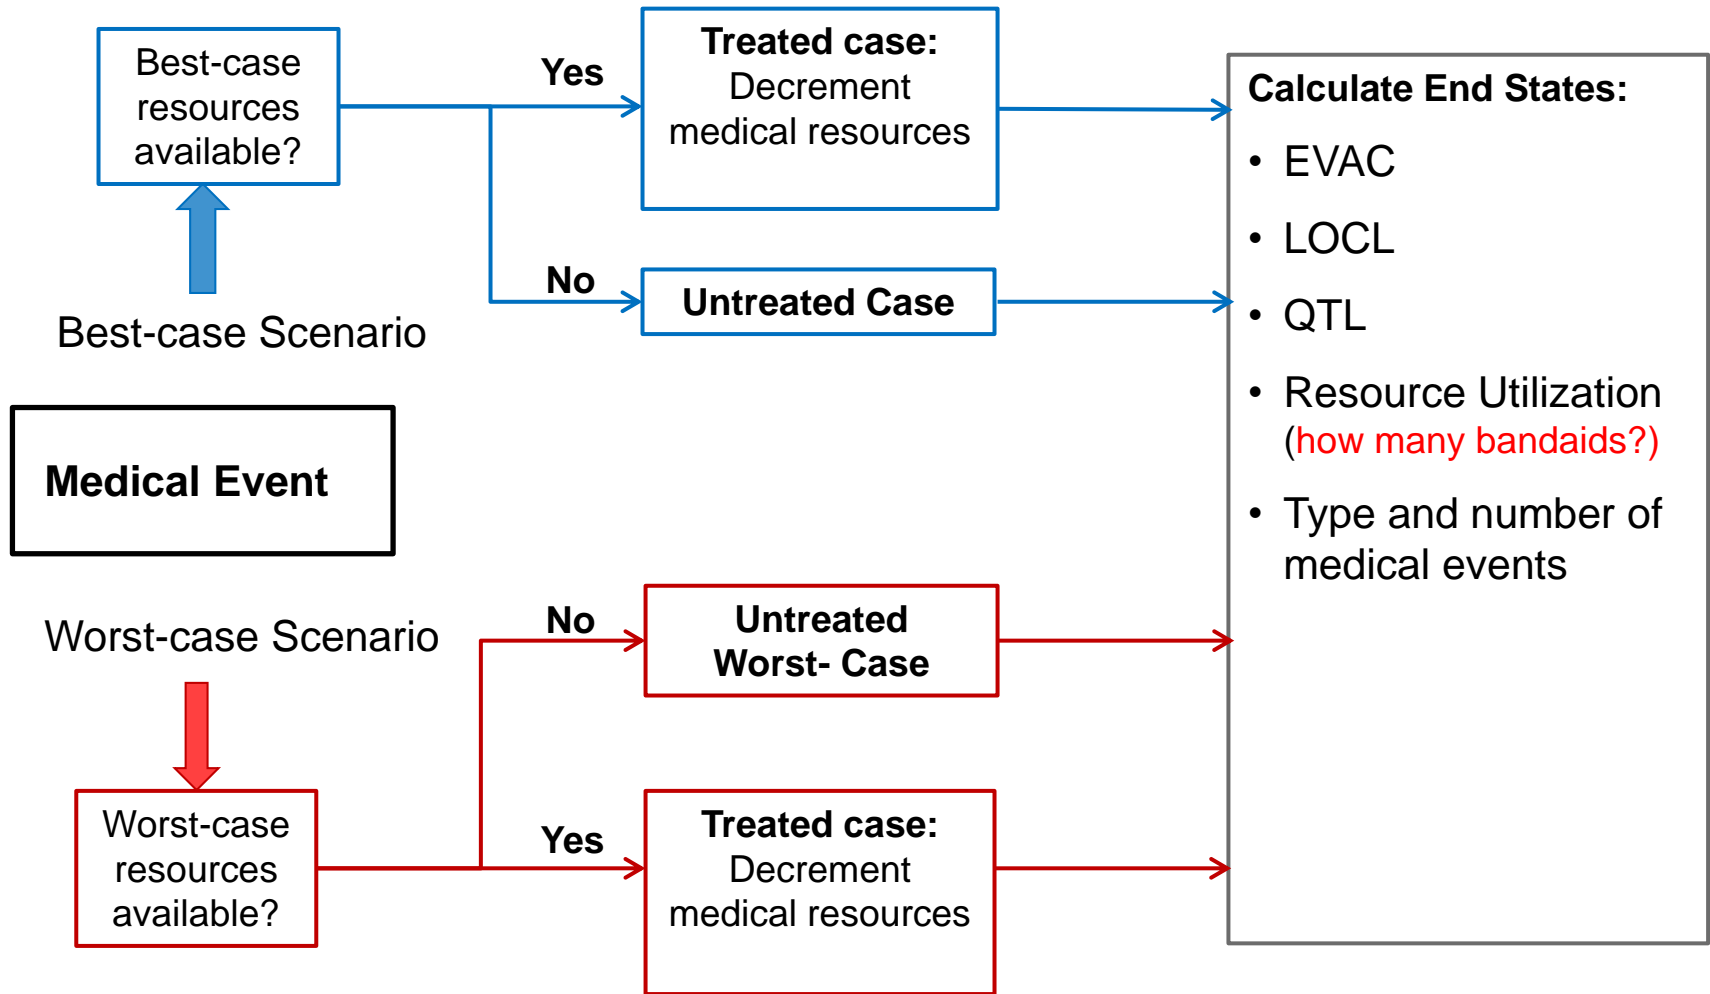 Best-case
resources
available?
Best-case Scenario
Yes
No
Treated case:
Decrement
medical resources
Untreated Case
Medical Event
Worst-case Scenario
Worst-case
resources
available?
No
Yes
Untreated
Worst- Case
Treated case:
Decrement
medical resources
Calculate End States:
• EVAC
• LOCL
• QTL
• Resource Utilization
(how many bandaids?)
• Type and number of
medical events